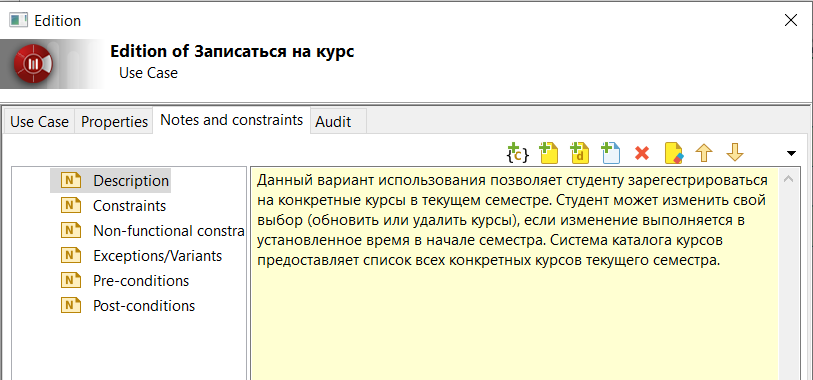 Edition
Edition of Записаться на курс
Use Case
Use Case Properties Notes and constraints Audit
Description
Constraints
Non-functional constra
Exceptions/Variants
Pre-conditions
Post-conditions
Данный вариант использования позволяет студенту зарегестрироваться
на конкретные курсы в текущем семестре. Студент может изменить свой
выбор (обновить или удалить курсы), если изменение выполняется в
установленное время в начале семестра. Система каталога курсов
предоставляет список всех конкретных курсов текущего семестра.